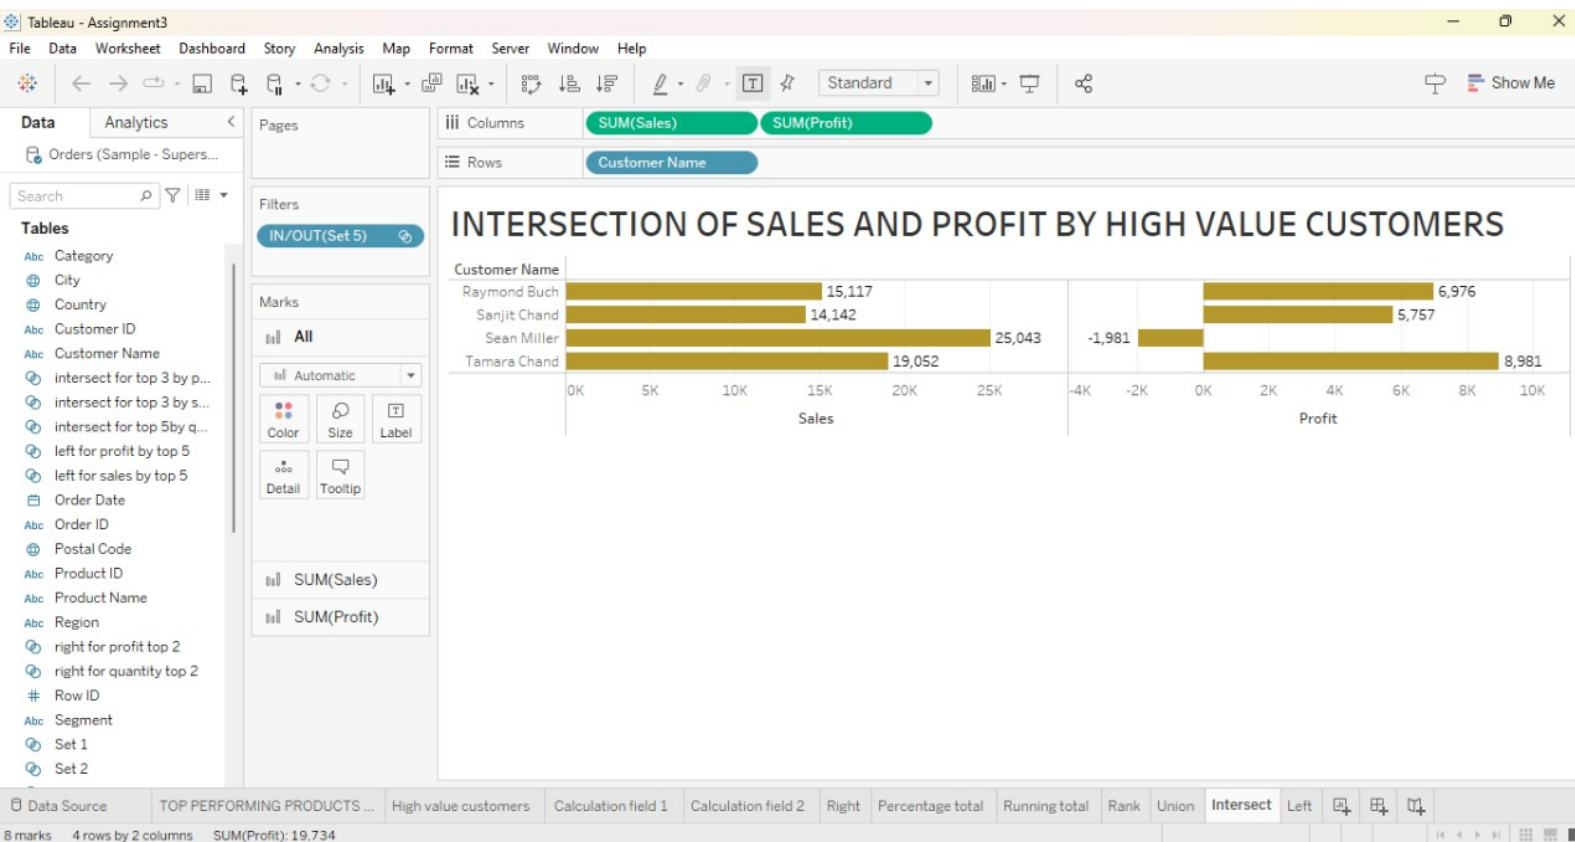 Tableau - Assignment3
File Data Worksheet Dashboard Story Analysis Map Format Server Window Help
Standard
Show Me
Data Analytics
Orders (Sample - Supers...
Search
Tables
Abc Category
City
Country
Abc Customer ID
Abc Customer Name
intersect for top 3 by p...
intersect for top 3 by s...
intersect for top 5by q...
left for profit by top 5
left for sales by top 5
Order Date
Abc Order ID
Postal Code
Abc Product ID
Abc Product Name
Abc Region
right for profit top 2
right for quantity top 2
# Row ID
Abc Segment
Set 1
Set 2
Pages
Filters
IN/OUT(Set 5)
Marks
All
Automatic
Color Size T Label
Detail Tooltip
SUM(Sales)
SUM(Profit)
iii Columns SUM(Sales) SUM(Profit)
Rows Customer Name
INTERSECTION OF SALES AND PROFIT BY HIGH VALUE CUSTOMERS
Customer Name
Raymond Buch 15,117 6,976
Sanjit Chand 14,142 5,757
Sean Miller 25,043 -1,981
Tamara Chand 19,052 8,981
0K 5K 10K 15K 20K 25K -4K -2K 0K 2K 4K 6K 8K 10K
Sales Profit
Data Source TOP PERFORMING PRODUCTS ... High value customers Calculation field 1 Calculation field 2 Right Percentage total Running total Rank Union Intersect Left
8 marks 4 rows by 2 columns SUM(Profit): 19,734